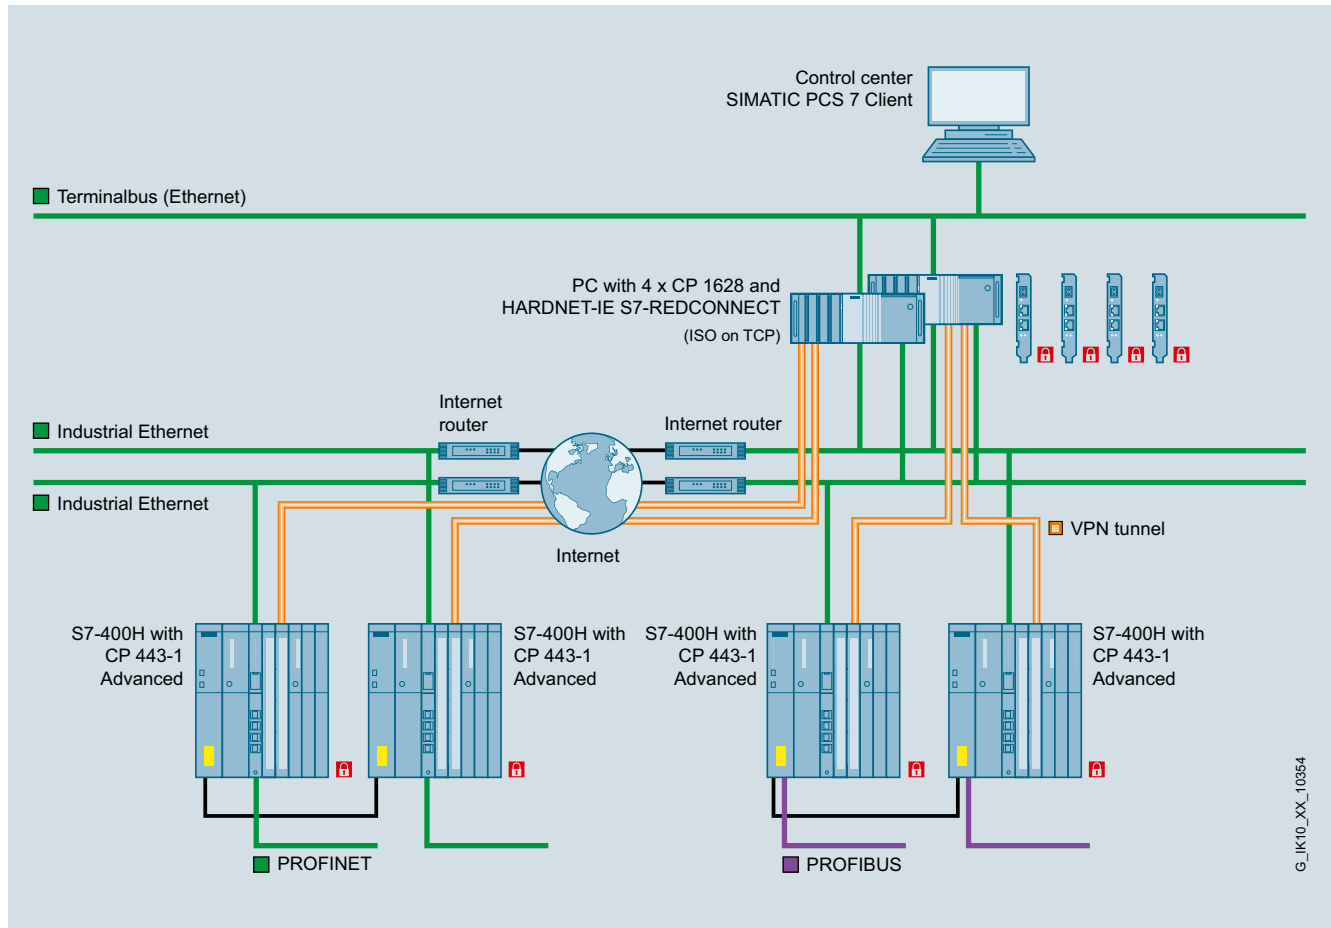 Control center
SIMATIC PCS 7 Client
Terminalbus (Ethernet)
PC with 4 x CP 1628 and
HARDNET-IE S7-REDCONNECT
(ISO on TCP)
Internet
router
Internet router
Industrial Ethernet
Industrial Ethernet
VPN tunnel
Internet
S7-400H with
CP 443-1
Advanced
S7-400H with
CP 443-1
Advanced
S7-400H with
CP 443-1
Advanced
S7-400H with
CP 443-1
Advanced
PROFINET
PROFIBUS
G_IK10_XX_10354